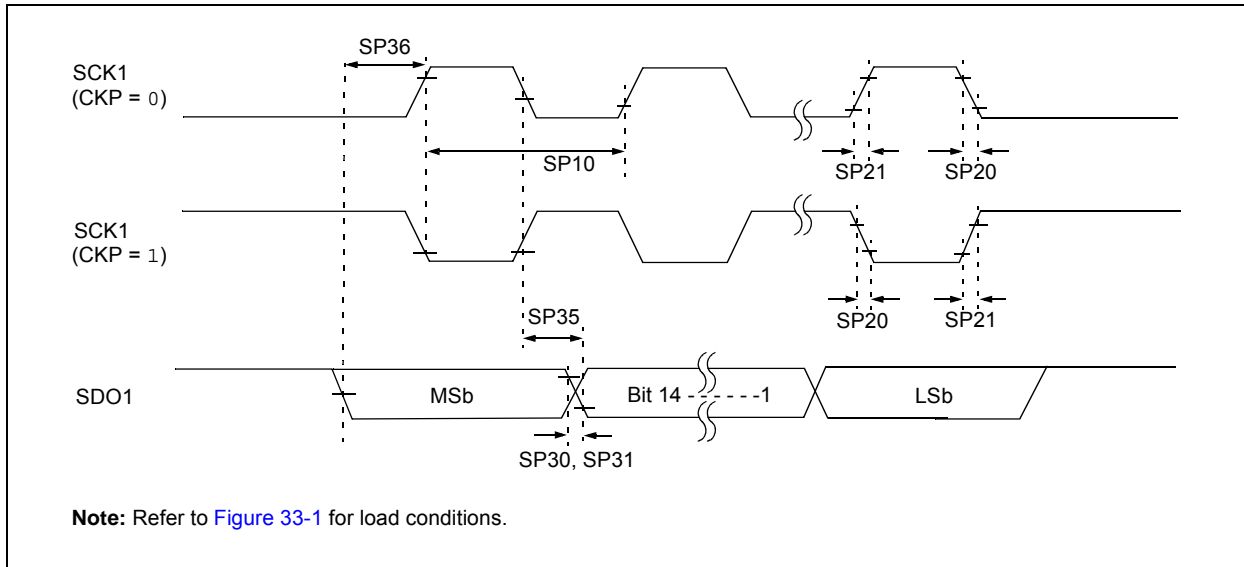 SP36
SCK1
(CKP = 0)
SP10
SP21
SP20
SCK1
(CKP = 1)
SP35
SP20
SP21
SDO1
MSb
Bit 14 - - - - - -1
LSb
SP30, SP31
Note: Refer to Figure 33-1 for load conditions.